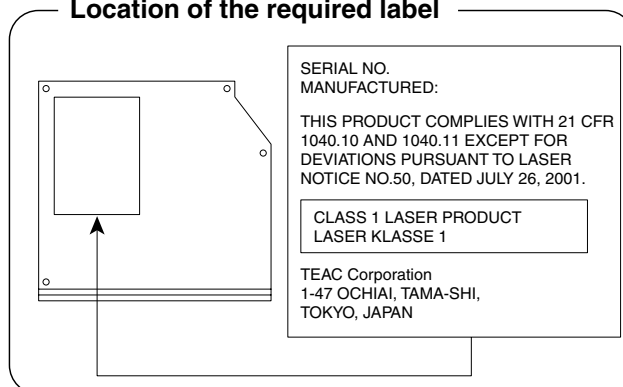 Location of the required label
SERIAL NO.
MANUFACTURED:
THIS PRODUCT COMPLIES WITH 21 CFR
1040.10 AND 1040.11 EXCEPT FOR
DEVIATIONS PURSUANT TO LASER
NOTICE NO.50, DATED JULY 26, 2001.
CLASS 1 LASER PRODUCT
LASER KLASSE 1
TEAC Corporation
1-47 OCHIAI, TAMA-SHI,
TOKYO, JAPAN